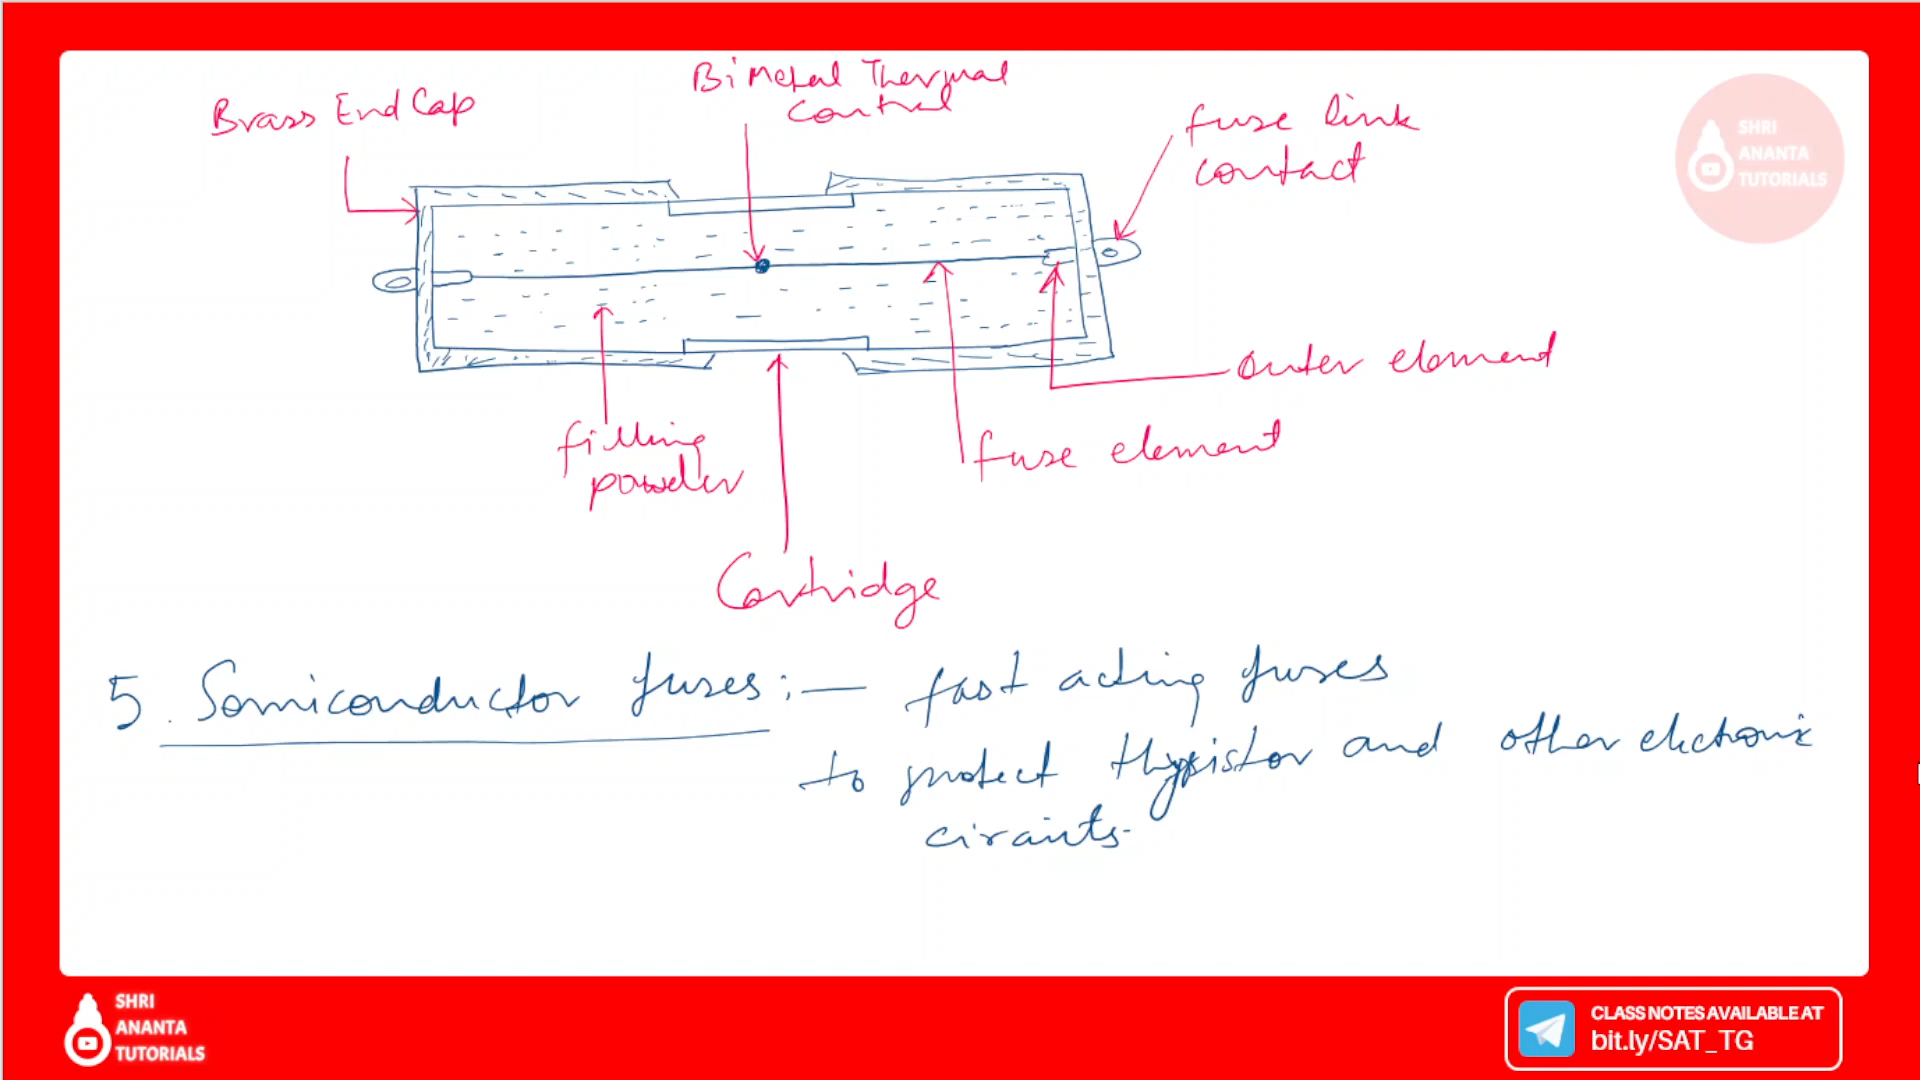 Bimetal Thermal
Control
Brass End Cap
fuse link
contact
SHRI
ANANTA
TUTORIALS
outer element
filling
powder
fuse element
Cartridge
5. Semiconductor fuses :— fast acting fuses
to protect thyristor and other electronic
circuits.
SHRI
ANANTA
TUTORIALS
CLASS NOTES AVAILABLE AT
bit.ly/SAT_TG